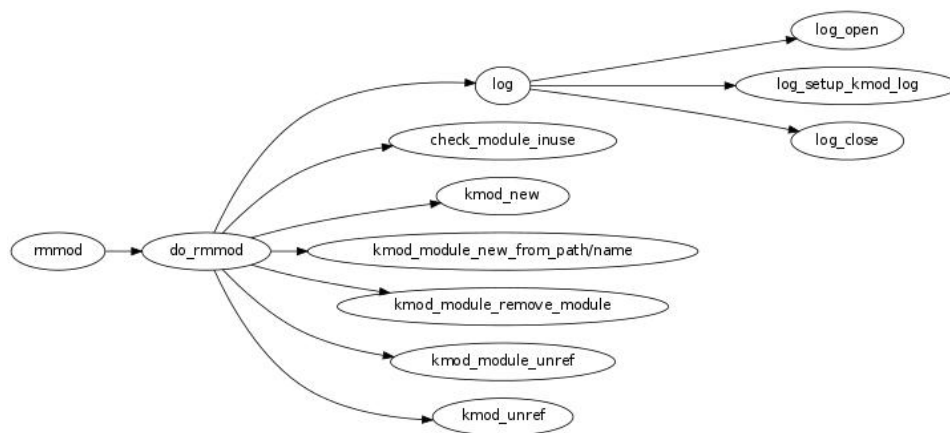 log_open
log
log_setup_kmod_log
check_module_inuse
log_close
kmod_new
rmmod
do_rmmod
kmod_module_new_from_path/name
kmod_module_remove_module
kmod_module_unref
kmod_unref